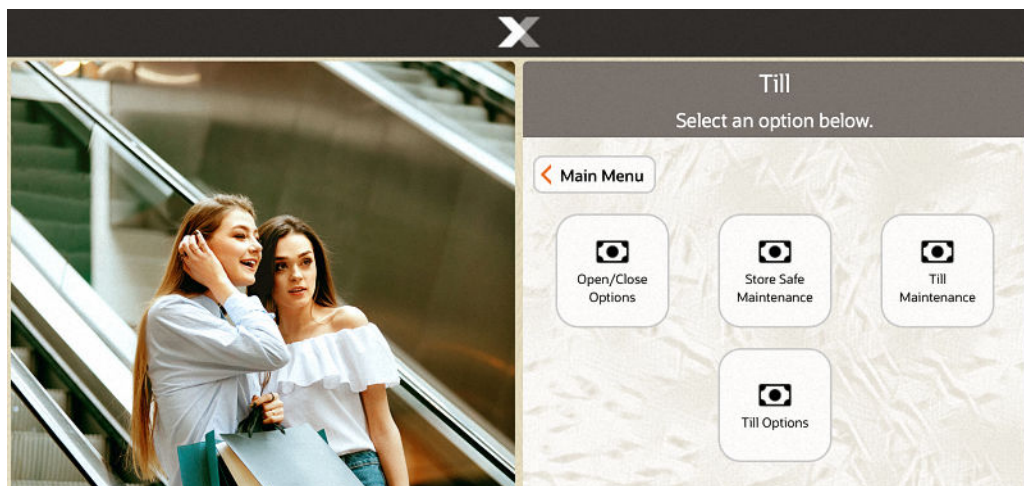 Till
Select an option below.
Main Menu
Open/Close
Options
Store Safe
Maintenance
Till
Maintenance
Till Options